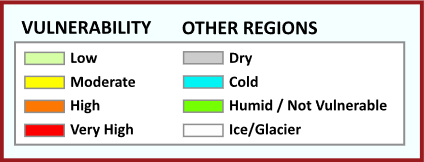 VULNERABILITY OTHER REGIONS
Low Dry
Moderate Cold
High Humid / Not Vulnerable
Very High Ice/Glacier